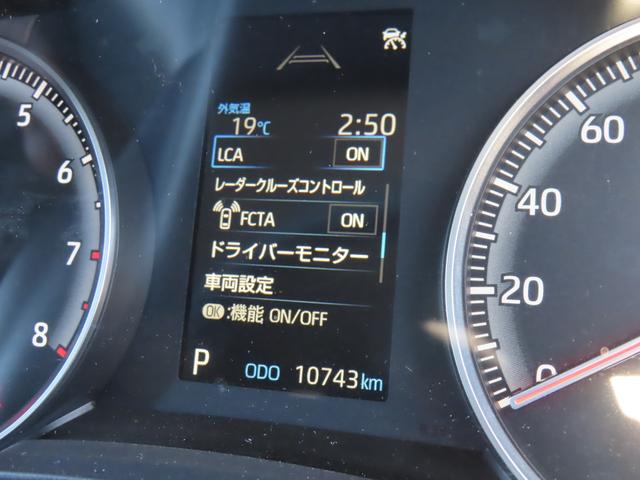 外気温
19℃ 2:50
LCA ON
レーダークルーズコントロール
FCTA ON
ドライバーモニター
車両設定
OK:機能 ON/OFF
P ODO 10743km
5
6
7
8
60
40
20
0